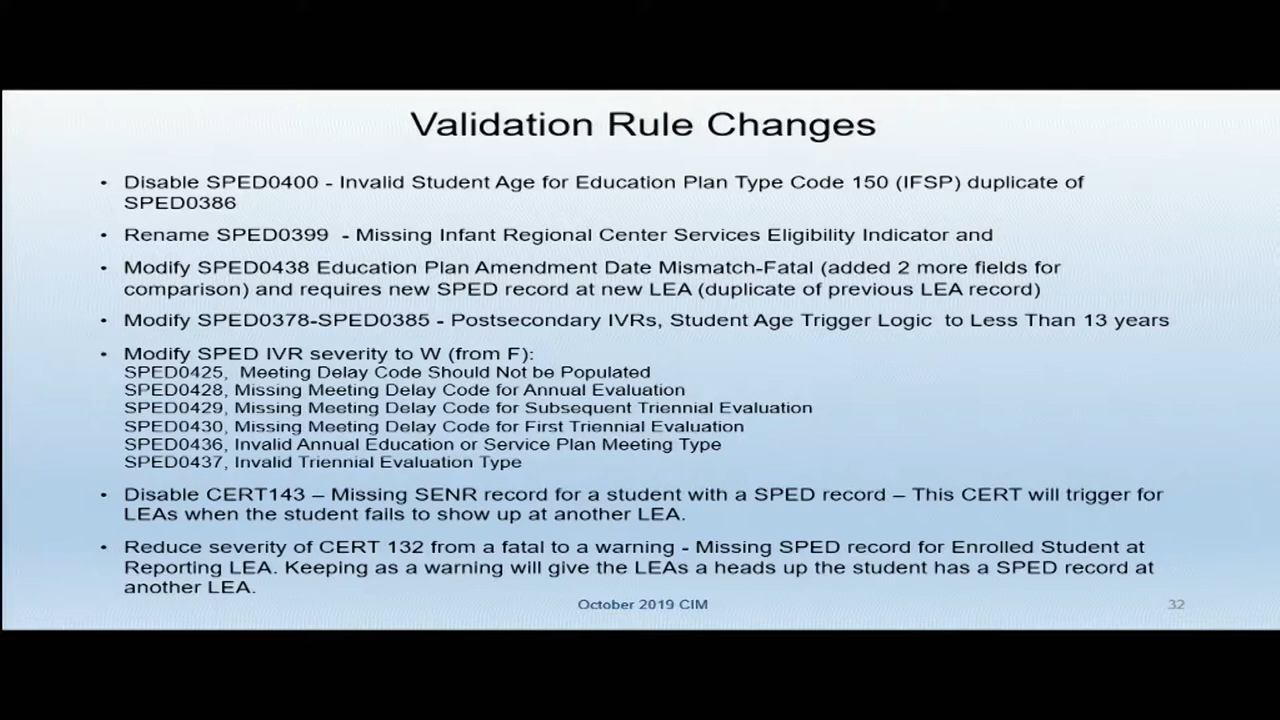 Validation Rule Changes
• Disable SPED0400 - Invalid Student Age for Education Plan Type Code 150 (IFSP) duplicate of
SPED0386
• Rename SPED0399 - Missing Infant Regional Center Services Eligibility Indicator and
• Modify SPED0438 Education Plan Amendment Date Mismatch-Fatal (added 2 more fields for
comparison) and requires new SPED record at new LEA (duplicate of previous LEA record)
• Modify SPED0378-SPED0385 - Postsecondary IVRs, Student Age Trigger Logic to Less Than 13 years
• Modify SPED IVR severity to W (from F):
SPED0425, Meeting Delay Code Should Not be Populated
SPED0428, Missing Meeting Delay Code for Annual Evaluation
SPED0429, Missing Meeting Delay Code for Subsequent Triennial Evaluation
SPED0430, Missing Meeting Delay Code for First Triennial Evaluation
SPED0436, Invalid Annual Education or Service Plan Meeting Type
SPED0437, Invalid Triennial Evaluation Type
• Disable CERT143 – Missing SENR record for a student with a SPED record – This CERT will trigger for
LEAs when the student fails to show up at another LEA.
• Reduce severity of CERT 132 from a fatal to a warning - Missing SPED record for Enrolled Student at
Reporting LEA. Keeping as a warning will give the LEAs a heads up the student has a SPED record at
another LEA.
October 2019 CIM
32